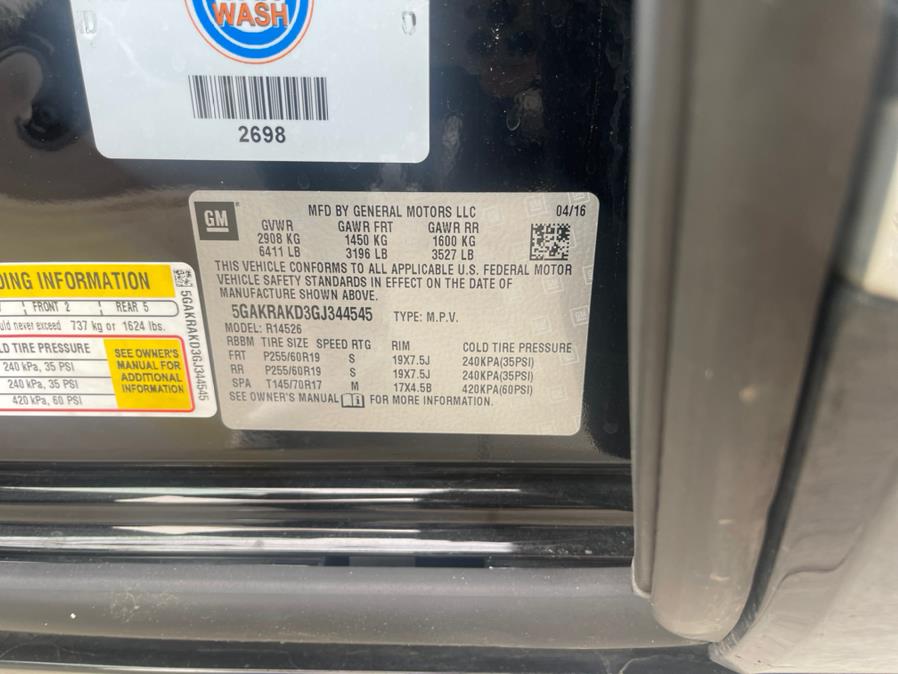 WASH
2698
GM
MFD BY GENERAL MOTORS LLC 04/16
GVWR GAWR FRT GAWR RR
2908 KG 1450 KG 1600 KG
6411 LB 3196 LB 3527 LB
THIS VEHICLE CONFORMS TO ALL APPLICABLE U.S. FEDERAL MOTOR
VEHICLE SAFETY STANDARDS IN EFFECT ON THE DATE OF
MANUFACTURE SHOWN ABOVE.
5GAKRAKD3GJ344545 TYPE: M.P.V.
MODEL: R14526
RBBM TIRE SIZE SPEED RTG RIM COLD TIRE PRESSURE
FRT P255/60R19 S 19X7.5J 240KPA(35PSI)
RR P255/60R19 S 19X7.5J 240KPA(35PSI)
SPA T145/70R17 M 17X4.5B 420KPA(60PSI)
SEE OWNER'S MANUAL FOR MORE INFORMATION.
DING INFORMATION
FRONT 2 REAR 5
never exceed 737 kg or 1624 lbs.
TIRE PRESSURE
240 kPa, 35 PSI
240 kPa, 35 PSI
420 kPa, 60 PSI
SEE OWNER'S
MANUAL FOR
ADDITIONAL
INFORMATION
5GAKRAKD3GJ344545